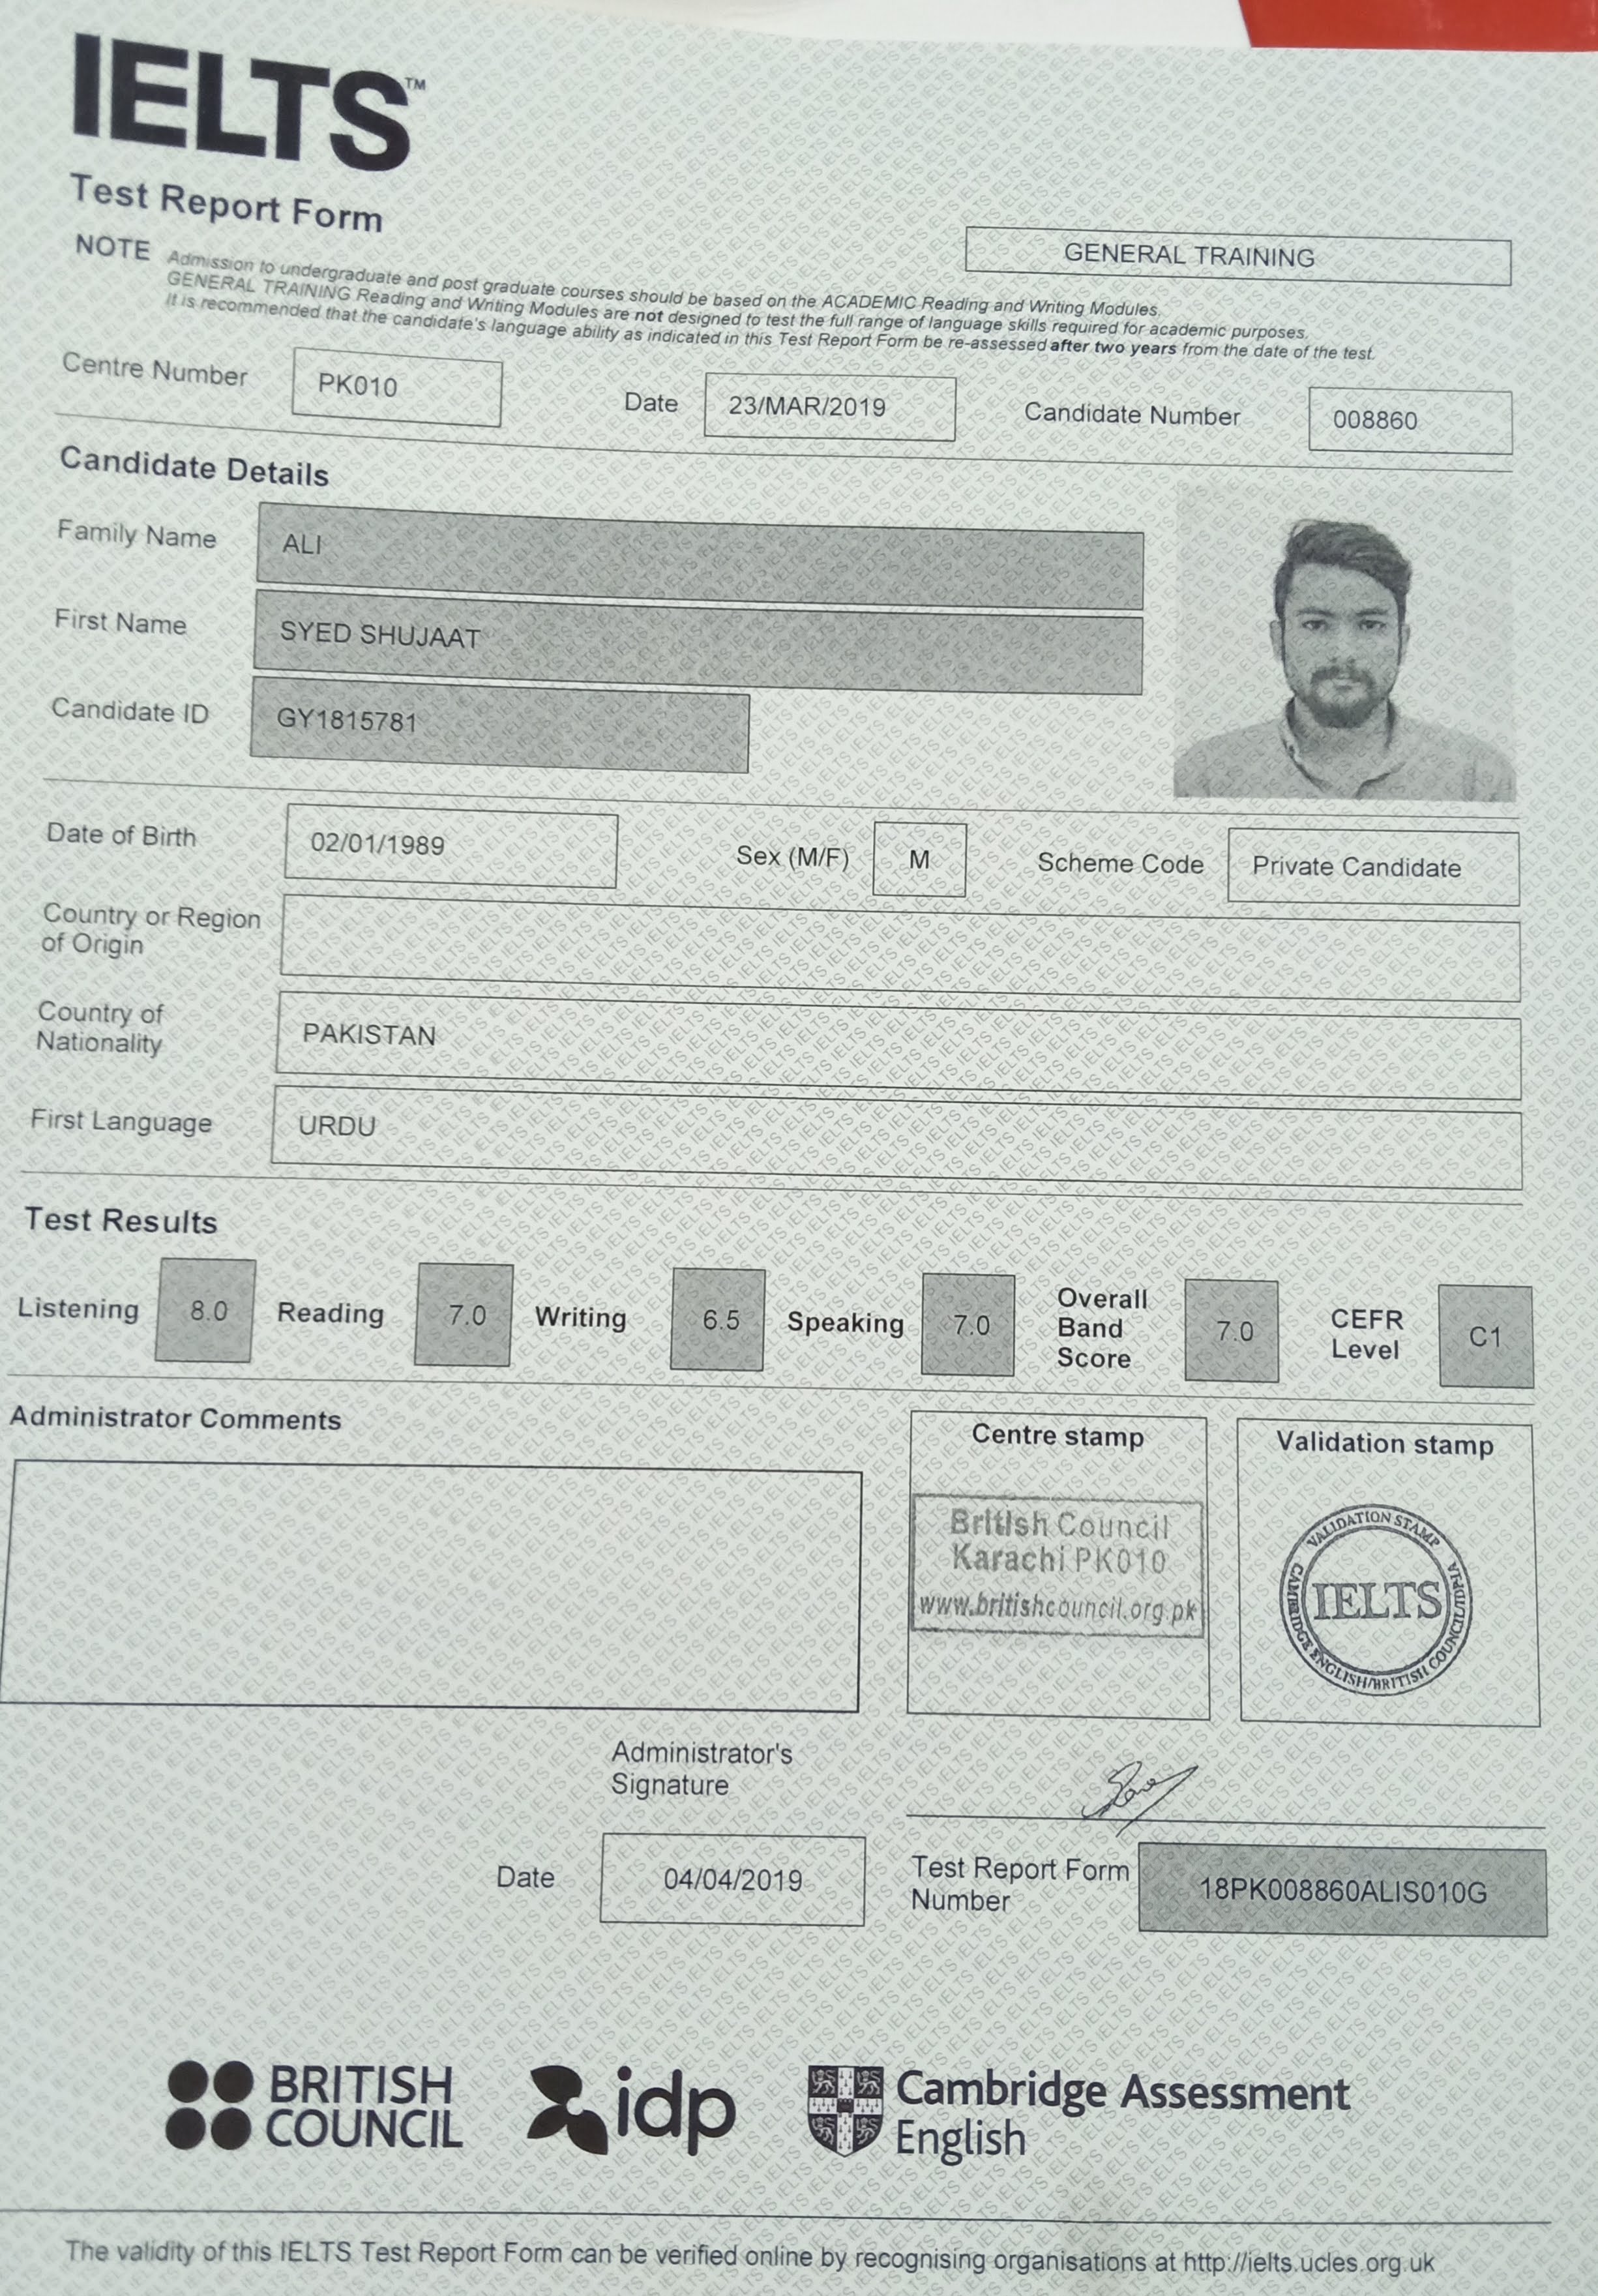 IELTS™
Test Report Form
GENERAL TRAINING
NOTE Admission to undergraduate and post graduate courses should be based on the ACADEMIC Reading and Writing Modules.
GENERAL TRAINING Reading and Writing Modules are not designed to test the full range of language skills required for academic purposes.
It is recommended that the candidate's language ability as indicated in this Test Report Form be re-assessed after two years from the date of the test.
Centre Number PK010 Date 23/MAR/2019 Candidate Number 008860
Candidate Details
Family Name ALI
First Name SYED SHUJAAT
Candidate ID GY1815781
Date of Birth 02/01/1989 Sex (M/F) M Scheme Code Private Candidate
Country or Region
of Origin
Country of
Nationality PAKISTAN
First Language URDU
Test Results
Listening 8.0 Reading 7.0 Writing 6.5 Speaking 7.0 Overall Band Score 7.0 CEFR Level C1
Administrator Comments
Centre stamp
British Council
Karachi PK010
www.britishcouncil.org.pk
Validation stamp
VALIDATION STAMP
IELTS
CAMBRIDGE ENGLISH/BRITISH COUNCIL/IDP:IA
Administrator's
Signature
Date 04/04/2019
Test Report Form
Number 18PK008860ALIS010G
BRITISH
COUNCIL
idp
Cambridge Assessment
English
The validity of this IELTS Test Report Form can be verified online by recognising organisations at http://ielts.ucles.org.uk